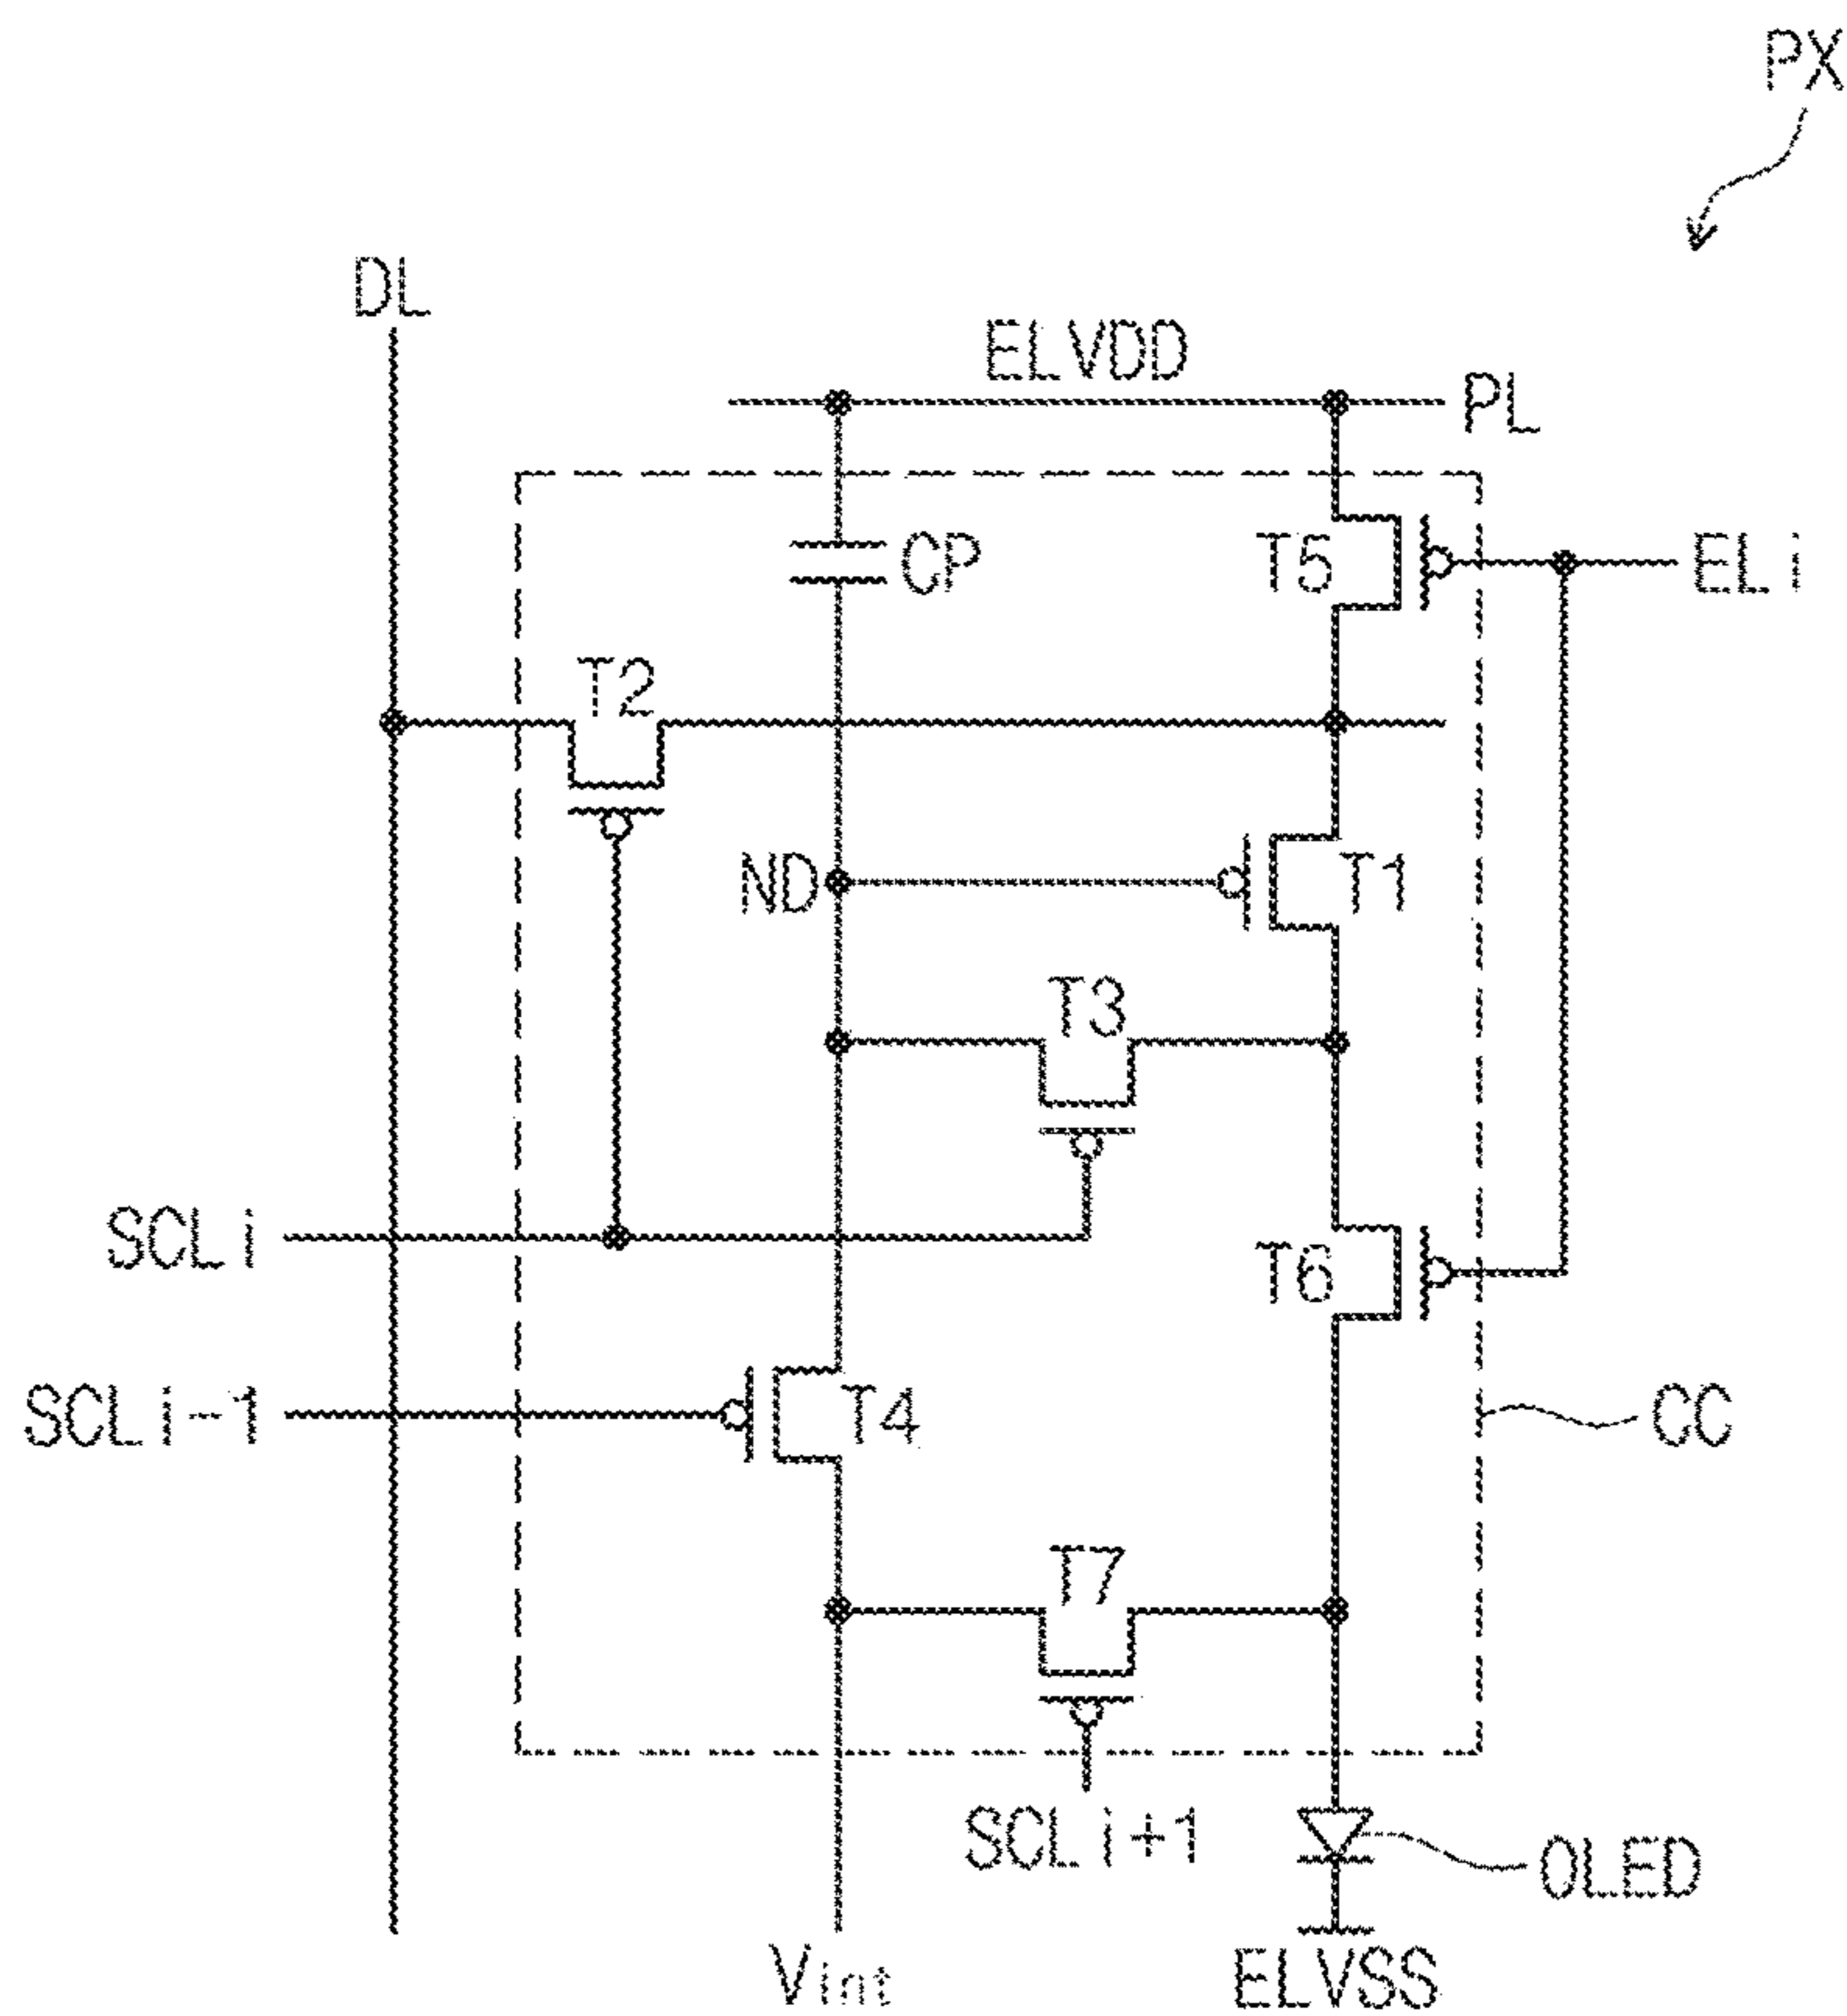 PX
DL
ELVDD
PL
CP
T5
ELi
T2
ND
T1
T3
SCLi
T6
SCLi-1
T4
CC
T7
SCLi+1
OLED
Vint
ELVSS